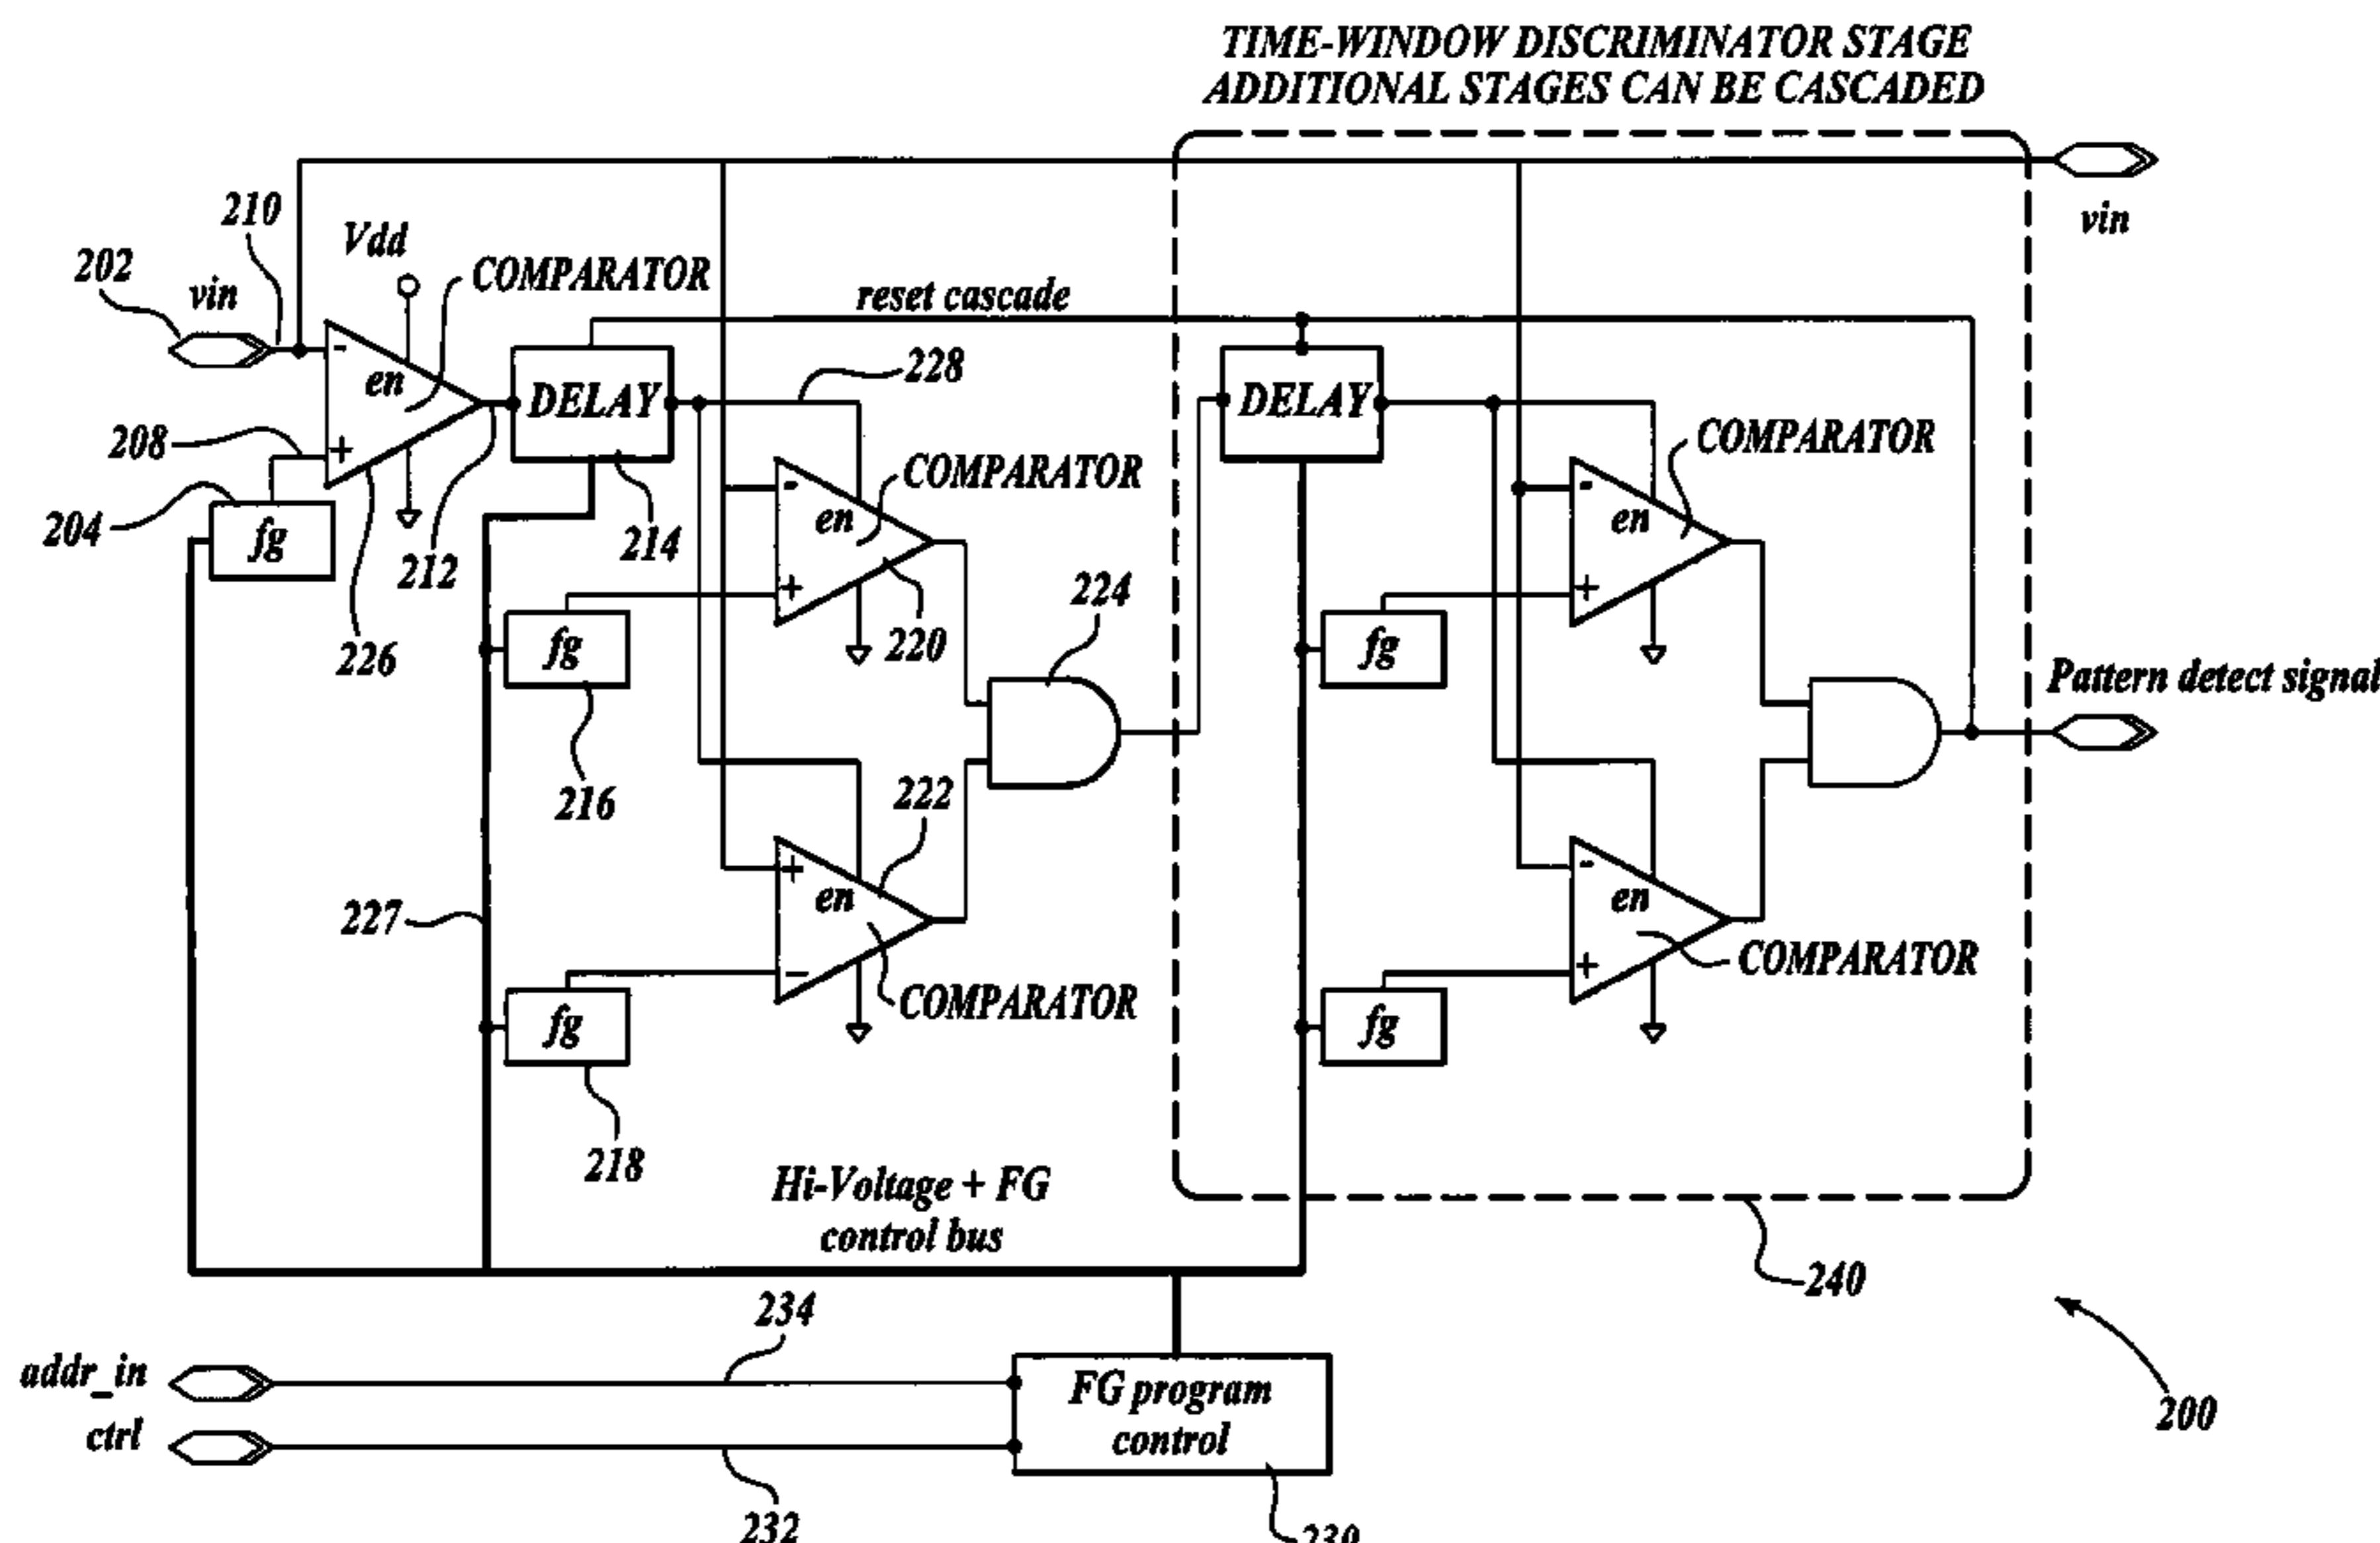 TIME-WINDOW DISCRIMINATOR STAGE
ADDITIONAL STAGES CAN BE CASCADED
210
Vdd
202
vin
COMPARATOR
vin
reset cascade
-
en
DELAY
228
DELAY
COMPARATOR
208
+
204
fg
212
214
-
en
COMPARATOR
-
en
226
+
220
224
+
fg
fg
Pattern detect signal
216
222
+
en
-
en
227
COMPARATOR
COMPARATOR
-
+
fg
fg
218
Hi-Voltage + FG
control bus
240
234
addr_in
FG program
control
ctrl
200
232
230